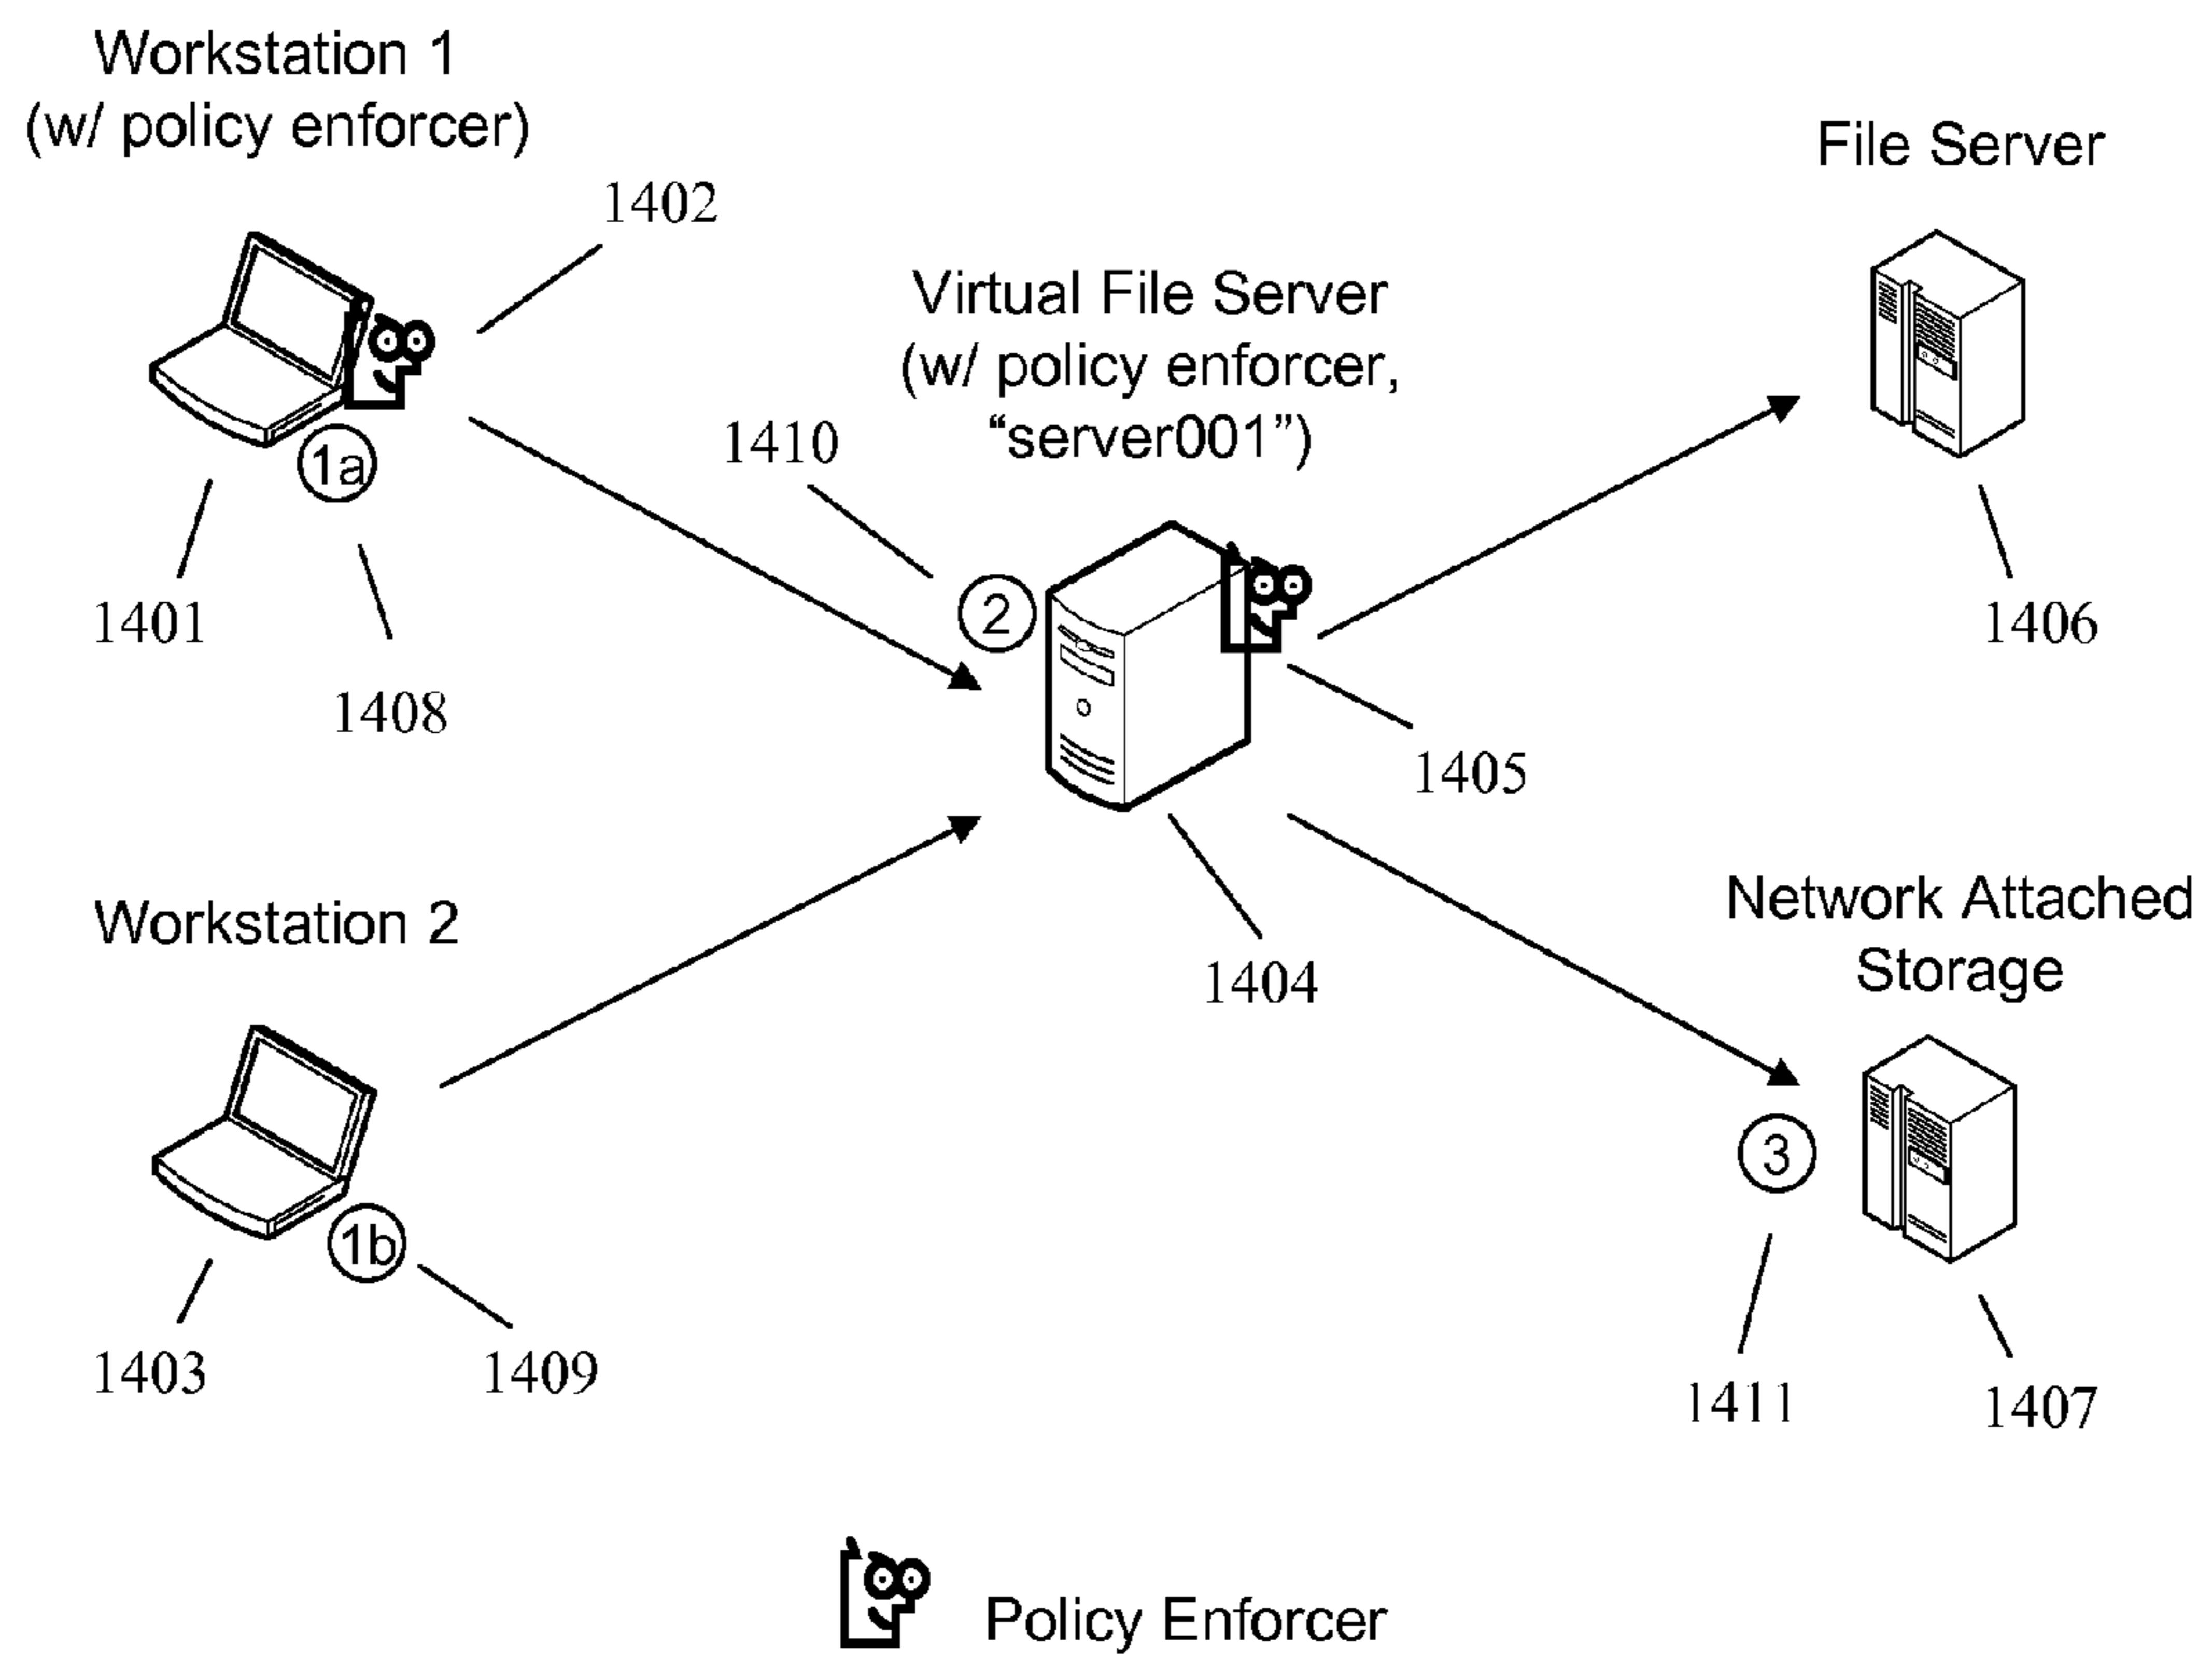 Workstation 1
(w/ policy enforcer)
1402
File Server
Virtual File Server
(w/ policy enforcer,
“server001”)
1410
1a
1401
1408
2
1406
1405
1404
Workstation 2
Network Attached
Storage
1b
3
1403
1409
1411
1407
Policy Enforcer